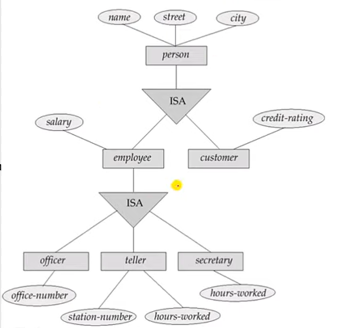 name
street
city
person
ISA
salary
credit-rating
employee
customer
ISA
officer
teller
secretary
office-number
hours-worked
station-number
hours-worked